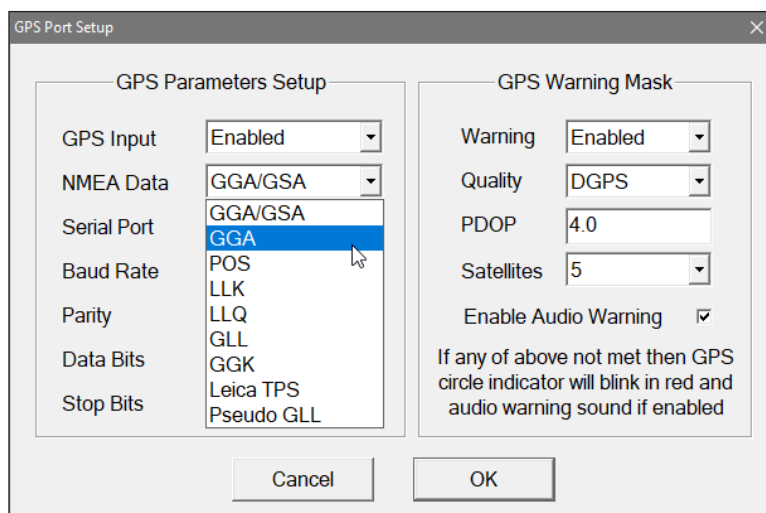 GPS Port Setup
GPS Parameters Setup
GPS Input Enabled
NMEA Data GGA/GSA
GGA/GSA
GGA
POS
LLK
LLQ
GLL
GGK
Leica TPS
Pseudo GLL
Serial Port
Baud Rate
Parity
Data Bits
Stop Bits
GPS Warning Mask
Warning Enabled
Quality DGPS
PDOP 4.0
Satellites 5
Enable Audio Warning
If any of above not met then GPS
circle indicator will blink in red and
audio warning sound if enabled
Cancel
OK